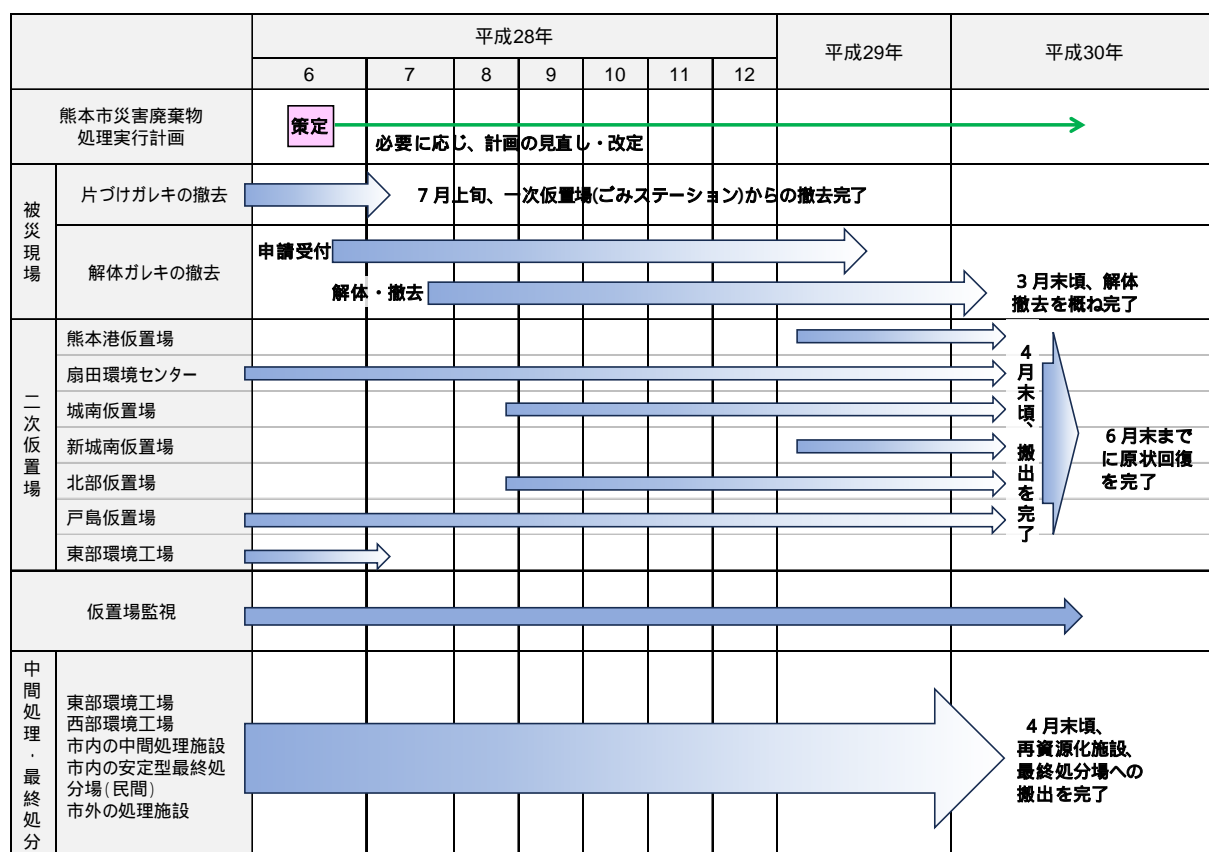 平成28年
平成29年
平成30年
6
7
8
9
10
11
12
熊本市災害廃棄物
処理実行計画
策定
必要に応じ、計画の見直し・改定
被災現場
片づけガレキの撤去
7月上旬、一次仮置場(ごみステーション)からの撤去完了
解体ガレキの撤去
申請受付
解体・撤去
3月末頃、解体
撤去を概ね完了
二次仮置場
熊本港仮置場
扇田環境センター
城南仮置場
新城南仮置場
北部仮置場
戸島仮置場
東部環境工場
4月末頃、搬出を完了
6月末まで
に原状回復
を完了
仮置場監視
中間処理・最終処分
東部環境工場
西部環境工場
市内の中間処理施設
市内の安定型最終処
分場(民間)
市外の処理施設
4月末頃、
再資源化施設、
最終処分場への
搬出を完了